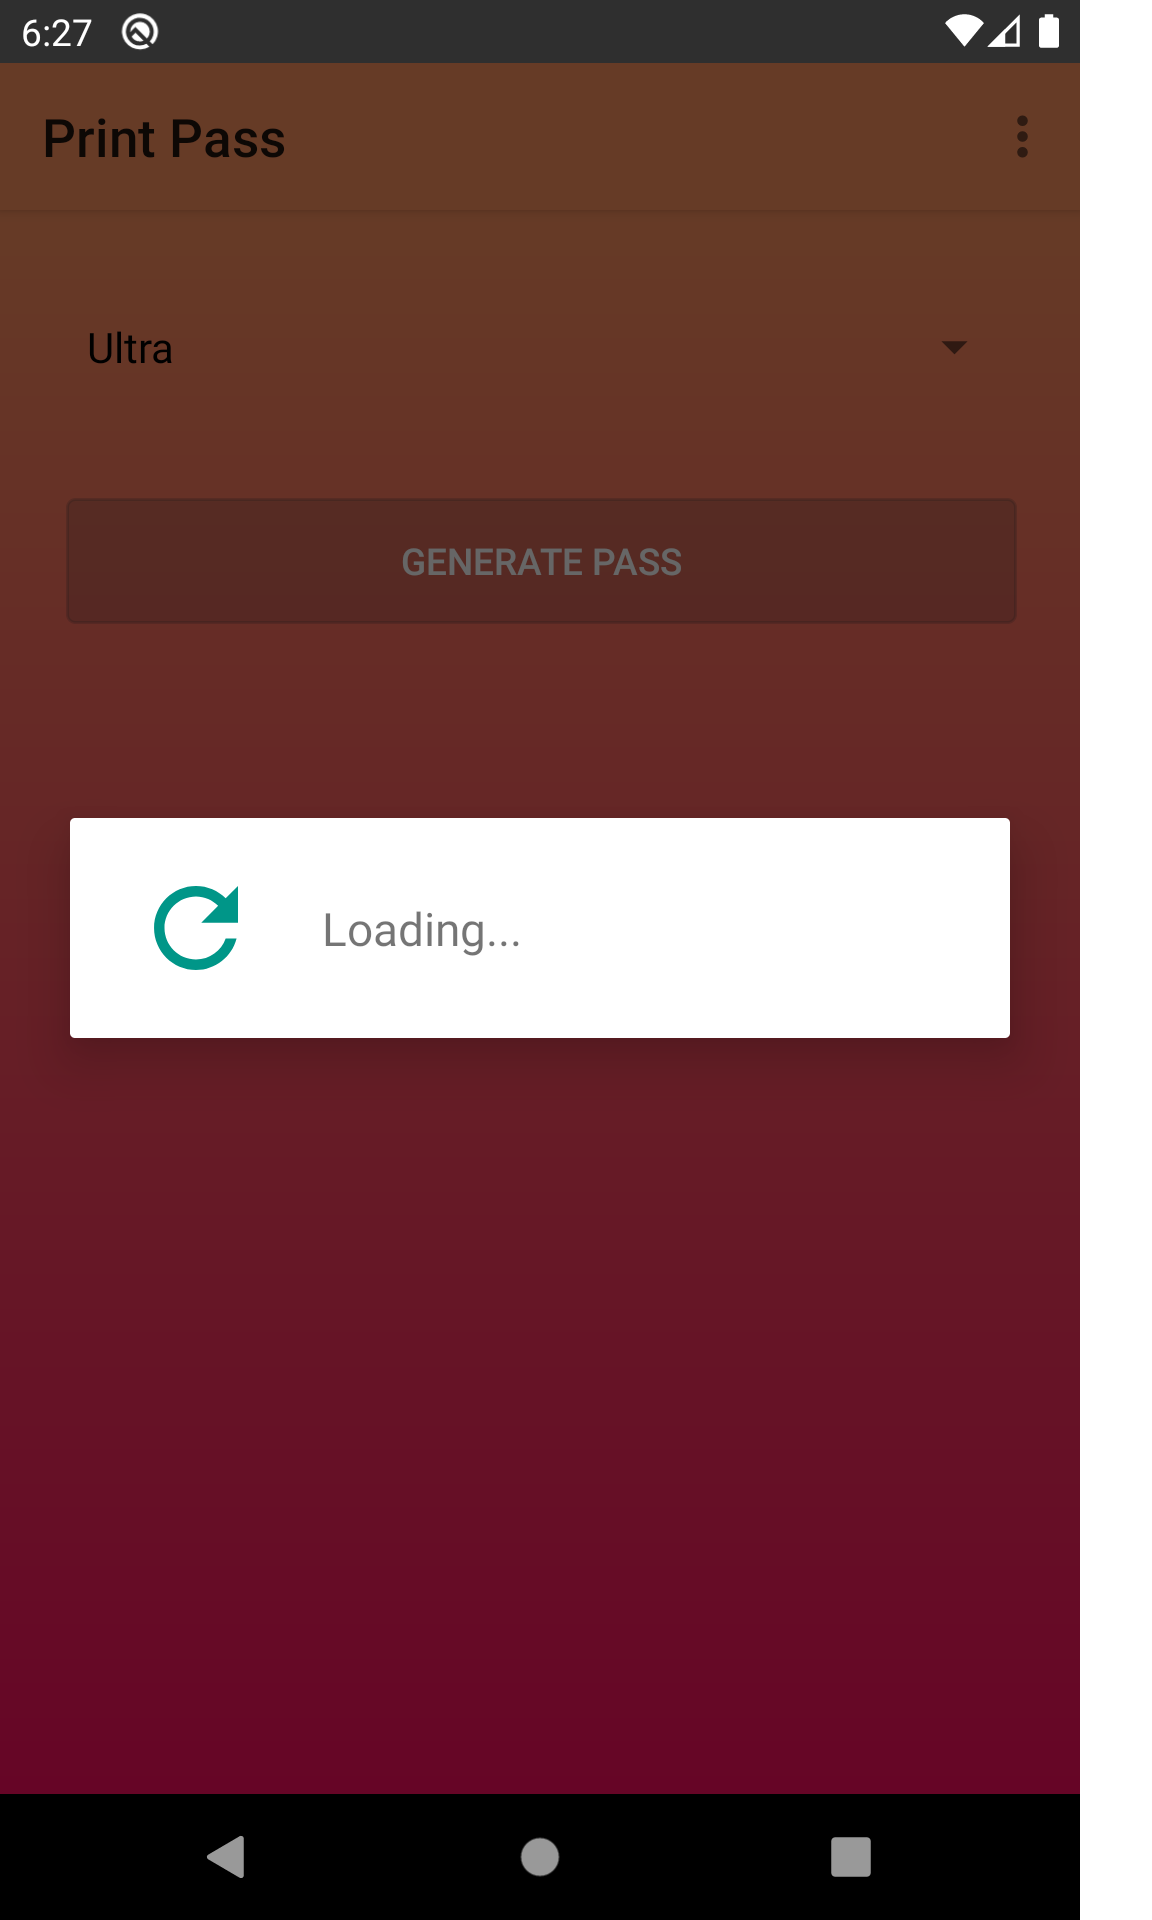 6:27
Print Pass
Ultra
GENERATE PASS
Loading...